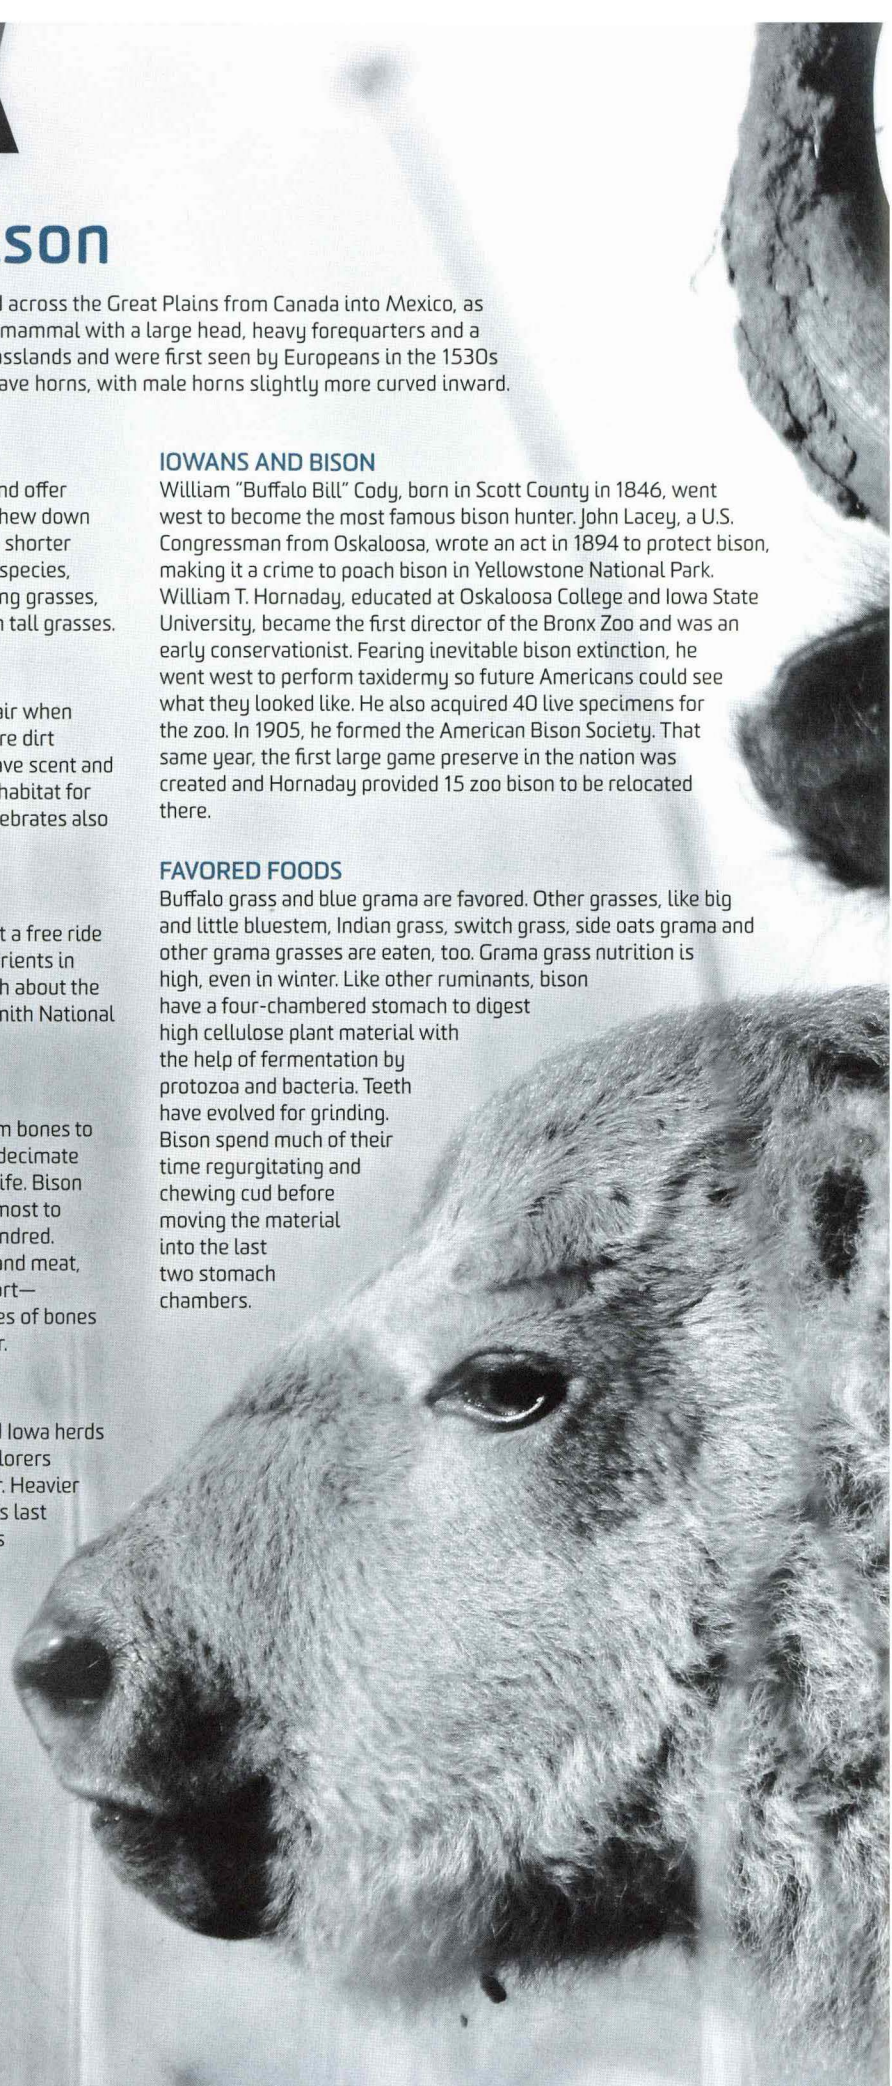 son
across the Great Plains from Canada into Mexico, as
mammal with a large head, heavy forequarters and a
sslands and were first seen by Europeans in the 1530s
ave horns, with male horns slightly more curved inward.
nd offer
hew down
shorter
species,
ng grasses,
tall grasses.
air when
re dirt
ave scent and
habitat for
ebrates also
t a free ride
rients in
h about the
mith National
m bones to
decimate
ife. Bison
most to
ndred.
and meat,
rt—
es of bones
r.
Iowa herds
lorers
. Heavier
s last
s
IOWANS AND BISON
William "Buffalo Bill" Cody, born in Scott County in 1846, went
west to become the most famous bison hunter. John Lacey, a U.S.
Congressman from Oskaloosa, wrote an act in 1894 to protect bison,
making it a crime to poach bison in Yellowstone National Park.
William T. Hornaday, educated at Oskaloosa College and Iowa State
University, became the first director of the Bronx Zoo and was an
early conservationist. Fearing inevitable bison extinction, he
went west to perform taxidermy so future Americans could see
what they looked like. He also acquired 40 live specimens for
the zoo. In 1905, he formed the American Bison Society. That
same year, the first large game preserve in the nation was
created and Hornaday provided 15 zoo bison to be relocated
there.
FAVORED FOODS
Buffalo grass and blue grama are favored. Other grasses, like big
and little bluestem, Indian grass, switch grass, side oats grama and
other grama grasses are eaten, too. Grama grass nutrition is
high, even in winter. Like other ruminants, bison
have a four-chambered stomach to digest
high cellulose plant material with
the help of fermentation by
protozoa and bacteria. Teeth
have evolved for grinding.
Bison spend much of their
time regurgitating and
chewing cud before
moving the material
into the last
two stomach
chambers.